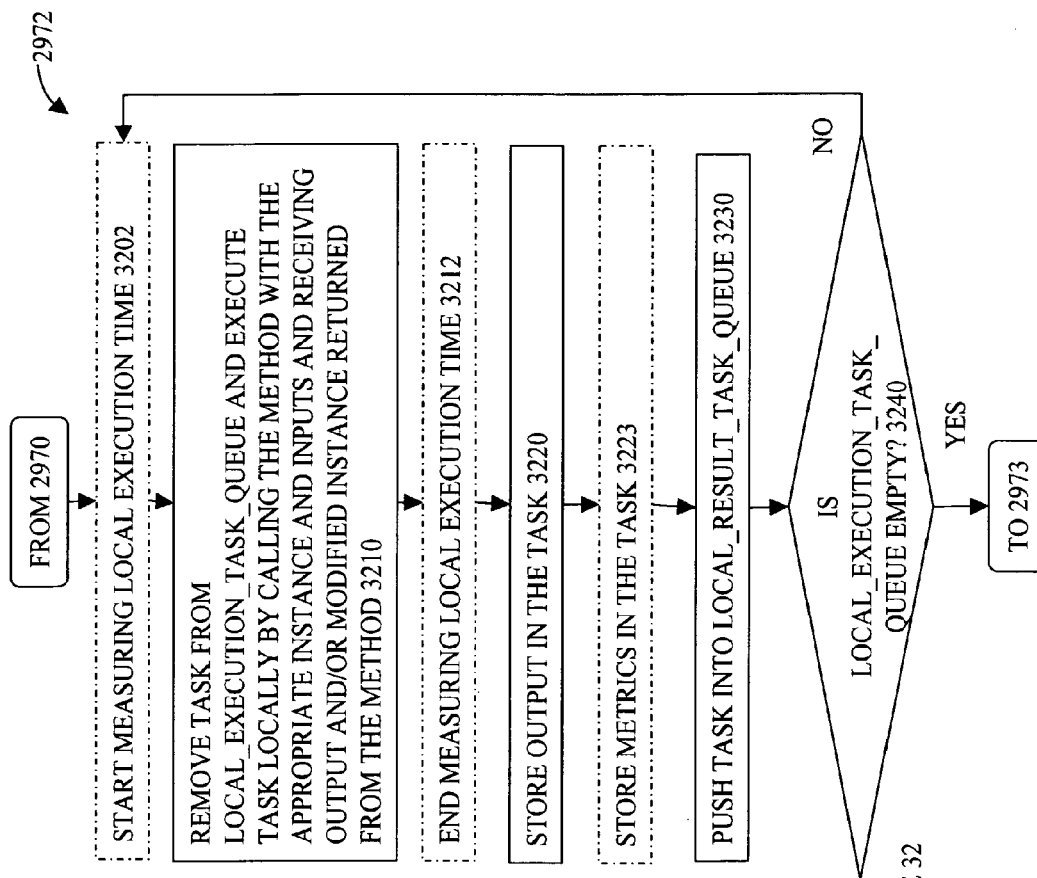 2972
FROM 2970
START MEASURING LOCAL EXECUTION TIME 3202
REMOVE TASK FROM
LOCAL_EXECUTION_TASK_QUEUE AND EXECUTE
TASK LOCALLY BY CALLING THE METHOD WITH THE
APPROPRIATE INSTANCE AND INPUTS AND RECEIVING
OUTPUT AND/OR MODIFIED INSTANCE RETURNED
FROM THE METHOD 3210
END MEASURING LOCAL EXECUTION TIME 3212
STORE OUTPUT IN THE TASK 3220
STORE METRICS IN THE TASK 3223
PUSH TASK INTO LOCAL_RESULT_TASK_QUEUE 3230
IS
LOCAL_EXECUTION_TASK_
QUEUE EMPTY? 3240
NO
YES
TO 2973
32